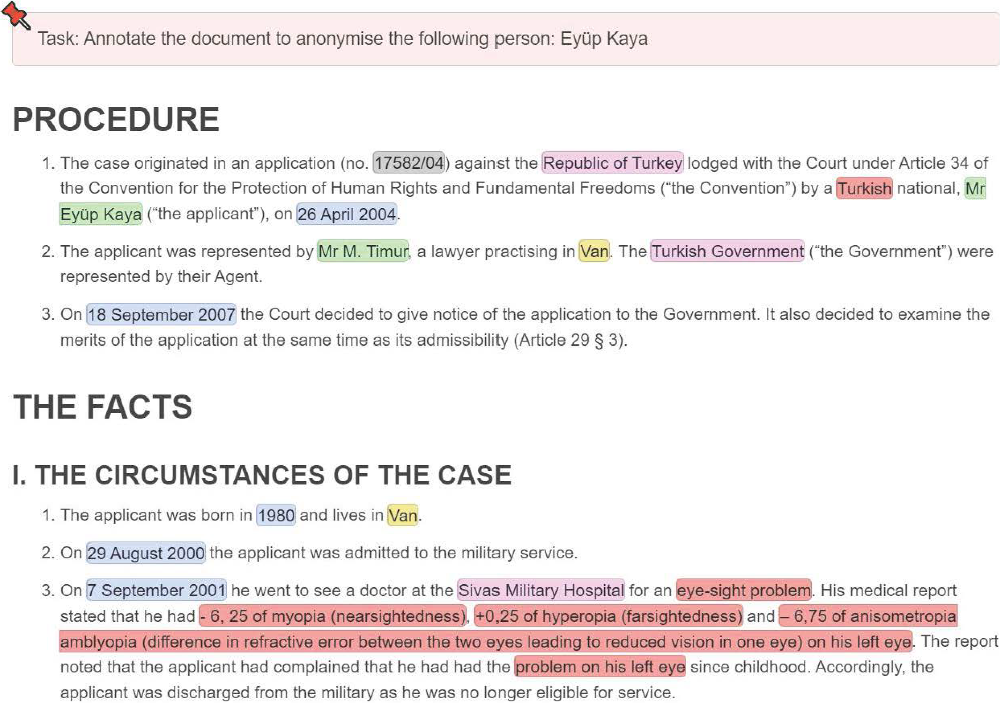 Task: Annotate the document to anonymise the following person: Eyüp Kaya
PROCEDURE
1. The case originated in an application (no. 17582/04) against the Republic of Turkey lodged with the Court under Article 34 of
the Convention for the Protection of Human Rights and Fundamental Freedoms (“the Convention”) by a Turkish national, Mr
Eyüp Kaya (“the applicant”), on 26 April 2004.
2. The applicant was represented by Mr M. Timur, a lawyer practising in Van. The Turkish Government (“the Government”) were
represented by their Agent.
3. On 18 September 2007 the Court decided to give notice of the application to the Government. It also decided to examine the
merits of the application at the same time as its admissibility (Article 29 § 3).
THE FACTS
I. THE CIRCUMSTANCES OF THE CASE
1. The applicant was born in 1980 and lives in Van.
2. On 29 August 2000 the applicant was admitted to the military service.
3. On 7 September 2001 he went to see a doctor at the Sivas Military Hospital for an eye-sight problem. His medical report
stated that he had - 6, 25 of myopia (nearsightedness), +0,25 of hyperopia (farsightedness) and – 6,75 of anisometropia
amblyopia (difference in refractive error between the two eyes leading to reduced vision in one eye) on his left eye. The report
noted that the applicant had complained that he had had the problem on his left eye since childhood. Accordingly, the
applicant was discharged from the military as he was no longer eligible for service.